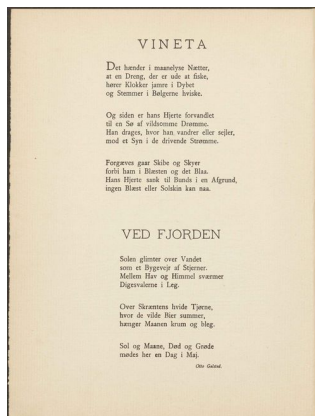 VINETA
Det hænder i maanelyse Nætter,
at en Dreng, der er ude at fiske,
hører Klokker jamre i Dybet
og Stemmer i Bølgerne hviske.
Og siden er hans Hjerte forvandlet
til en Sø af vildsomme Drømme.
Han drages, hvor han vandrer eller sejler,
mod et Syn i de drivende Strømme.
Forgæves gaar Skibe og Skyer
forbi ham i Blæsten og det Blaa.
Hans Hjerte sank til Bunds i en Afgrund,
ingen Blæst eller Solskin kan naa.
VED FJORDEN
Solen glimter over Vandet
som et Bygevejr af Stjerner.
Mellem Hav og Himmel sværmer
Digesvalerne i Leg.
Over Skræntens hvide Tjørne,
hvor de vilde Bier summer,
hænger Maanen krum og bleg.
Sol og Maane, Død og Grøde
mødes her en Dag i Maj.
Otto Gelsted.